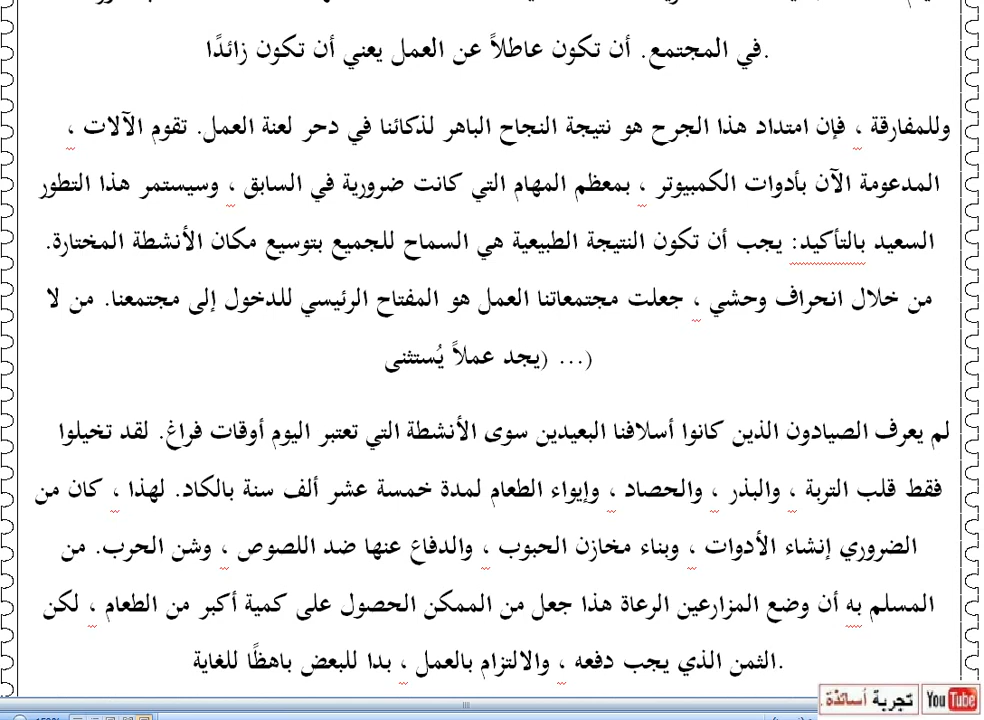 في المجتمع. أن تكون عاطلاً عن العمل يعني أن تكون زائدًا.
وللمفارقة ، فإن امتداد هذا الجرح هو نتيجة النجاح الباهر لذكائنا في دحر لعنة العمل. تقوم الآلات ،
المدعومة الآن بأدوات الكمبيوتر ، بمعظم المهام التي كانت ضرورية في السابق ، وسيستمر هذا التطور
السعيد بالتأكيد: يجب أن تكون النتيجة الطبيعية هي السماح للجميع بتوسيع مكان الأنشطة المختارة.
من خلال انحراف وحشي ، جعلت مجتمعاتنا العمل هو المفتاح الرئيسي للدخول إلى مجتمعنا. من لا
(... (يجد عملاً يُستثنى
لم يعرف الصيادون الذين كانوا أسلافنا البعيدين سوى الأنشطة التي تعتبر اليوم أوقات فراغ. لقد تخيلوا
فقط قلب التربة ، والبذر ، والحصاد ، وإيواء الطعام لمدة خمسة عشر ألف سنة بالكاد. لهذا ، كان من
الضروري إنشاء الأدوات ، وبناء مخازن الحبوب ، والدفاع عنها ضد اللصوص ، وشن الحرب. من
المسلم به أن وضع المزارعين الرعاة هذا جعل من الممكن الحصول على كمية أكبر من الطعام ، لكن
.الثمن الذي يجب دفعه ، والالتزام بالعمل ، بدا للبعض باهظًا للغاية
تجربة أساتذة.
YouTube